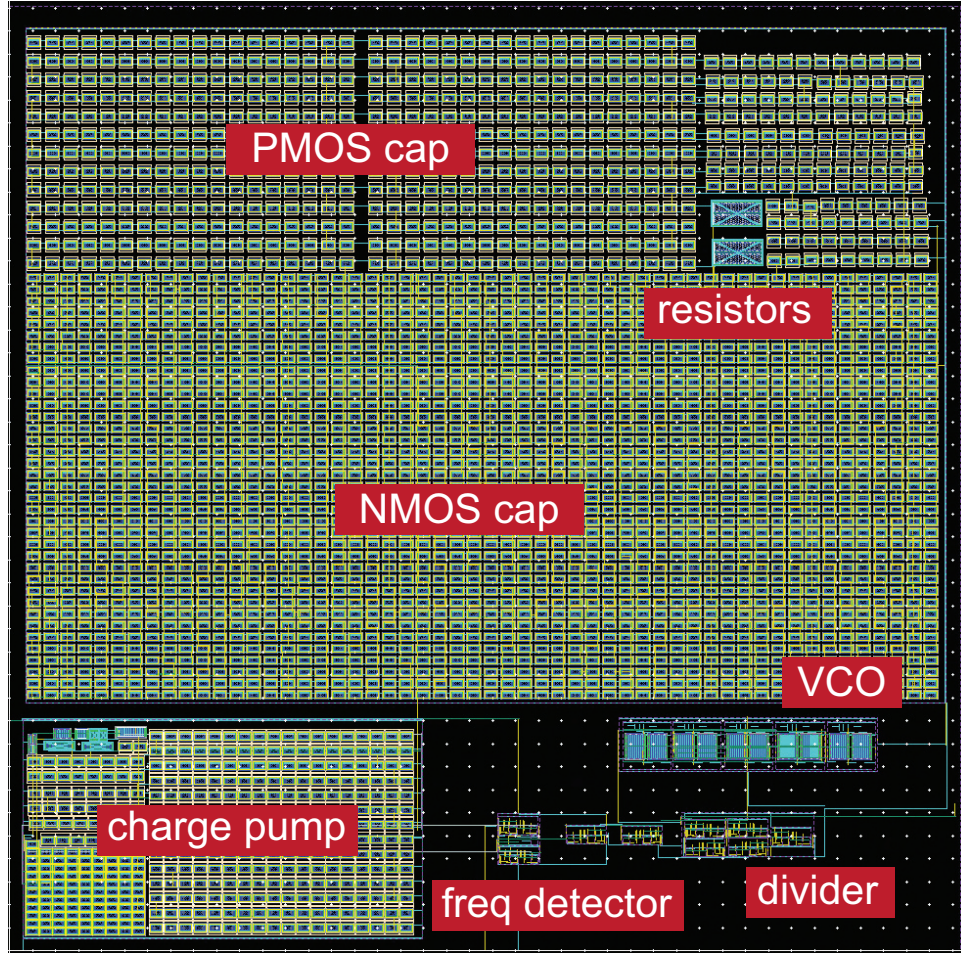 PMOS cap
resistors
NMOS cap
VCO
charge pump
divider
freq detector